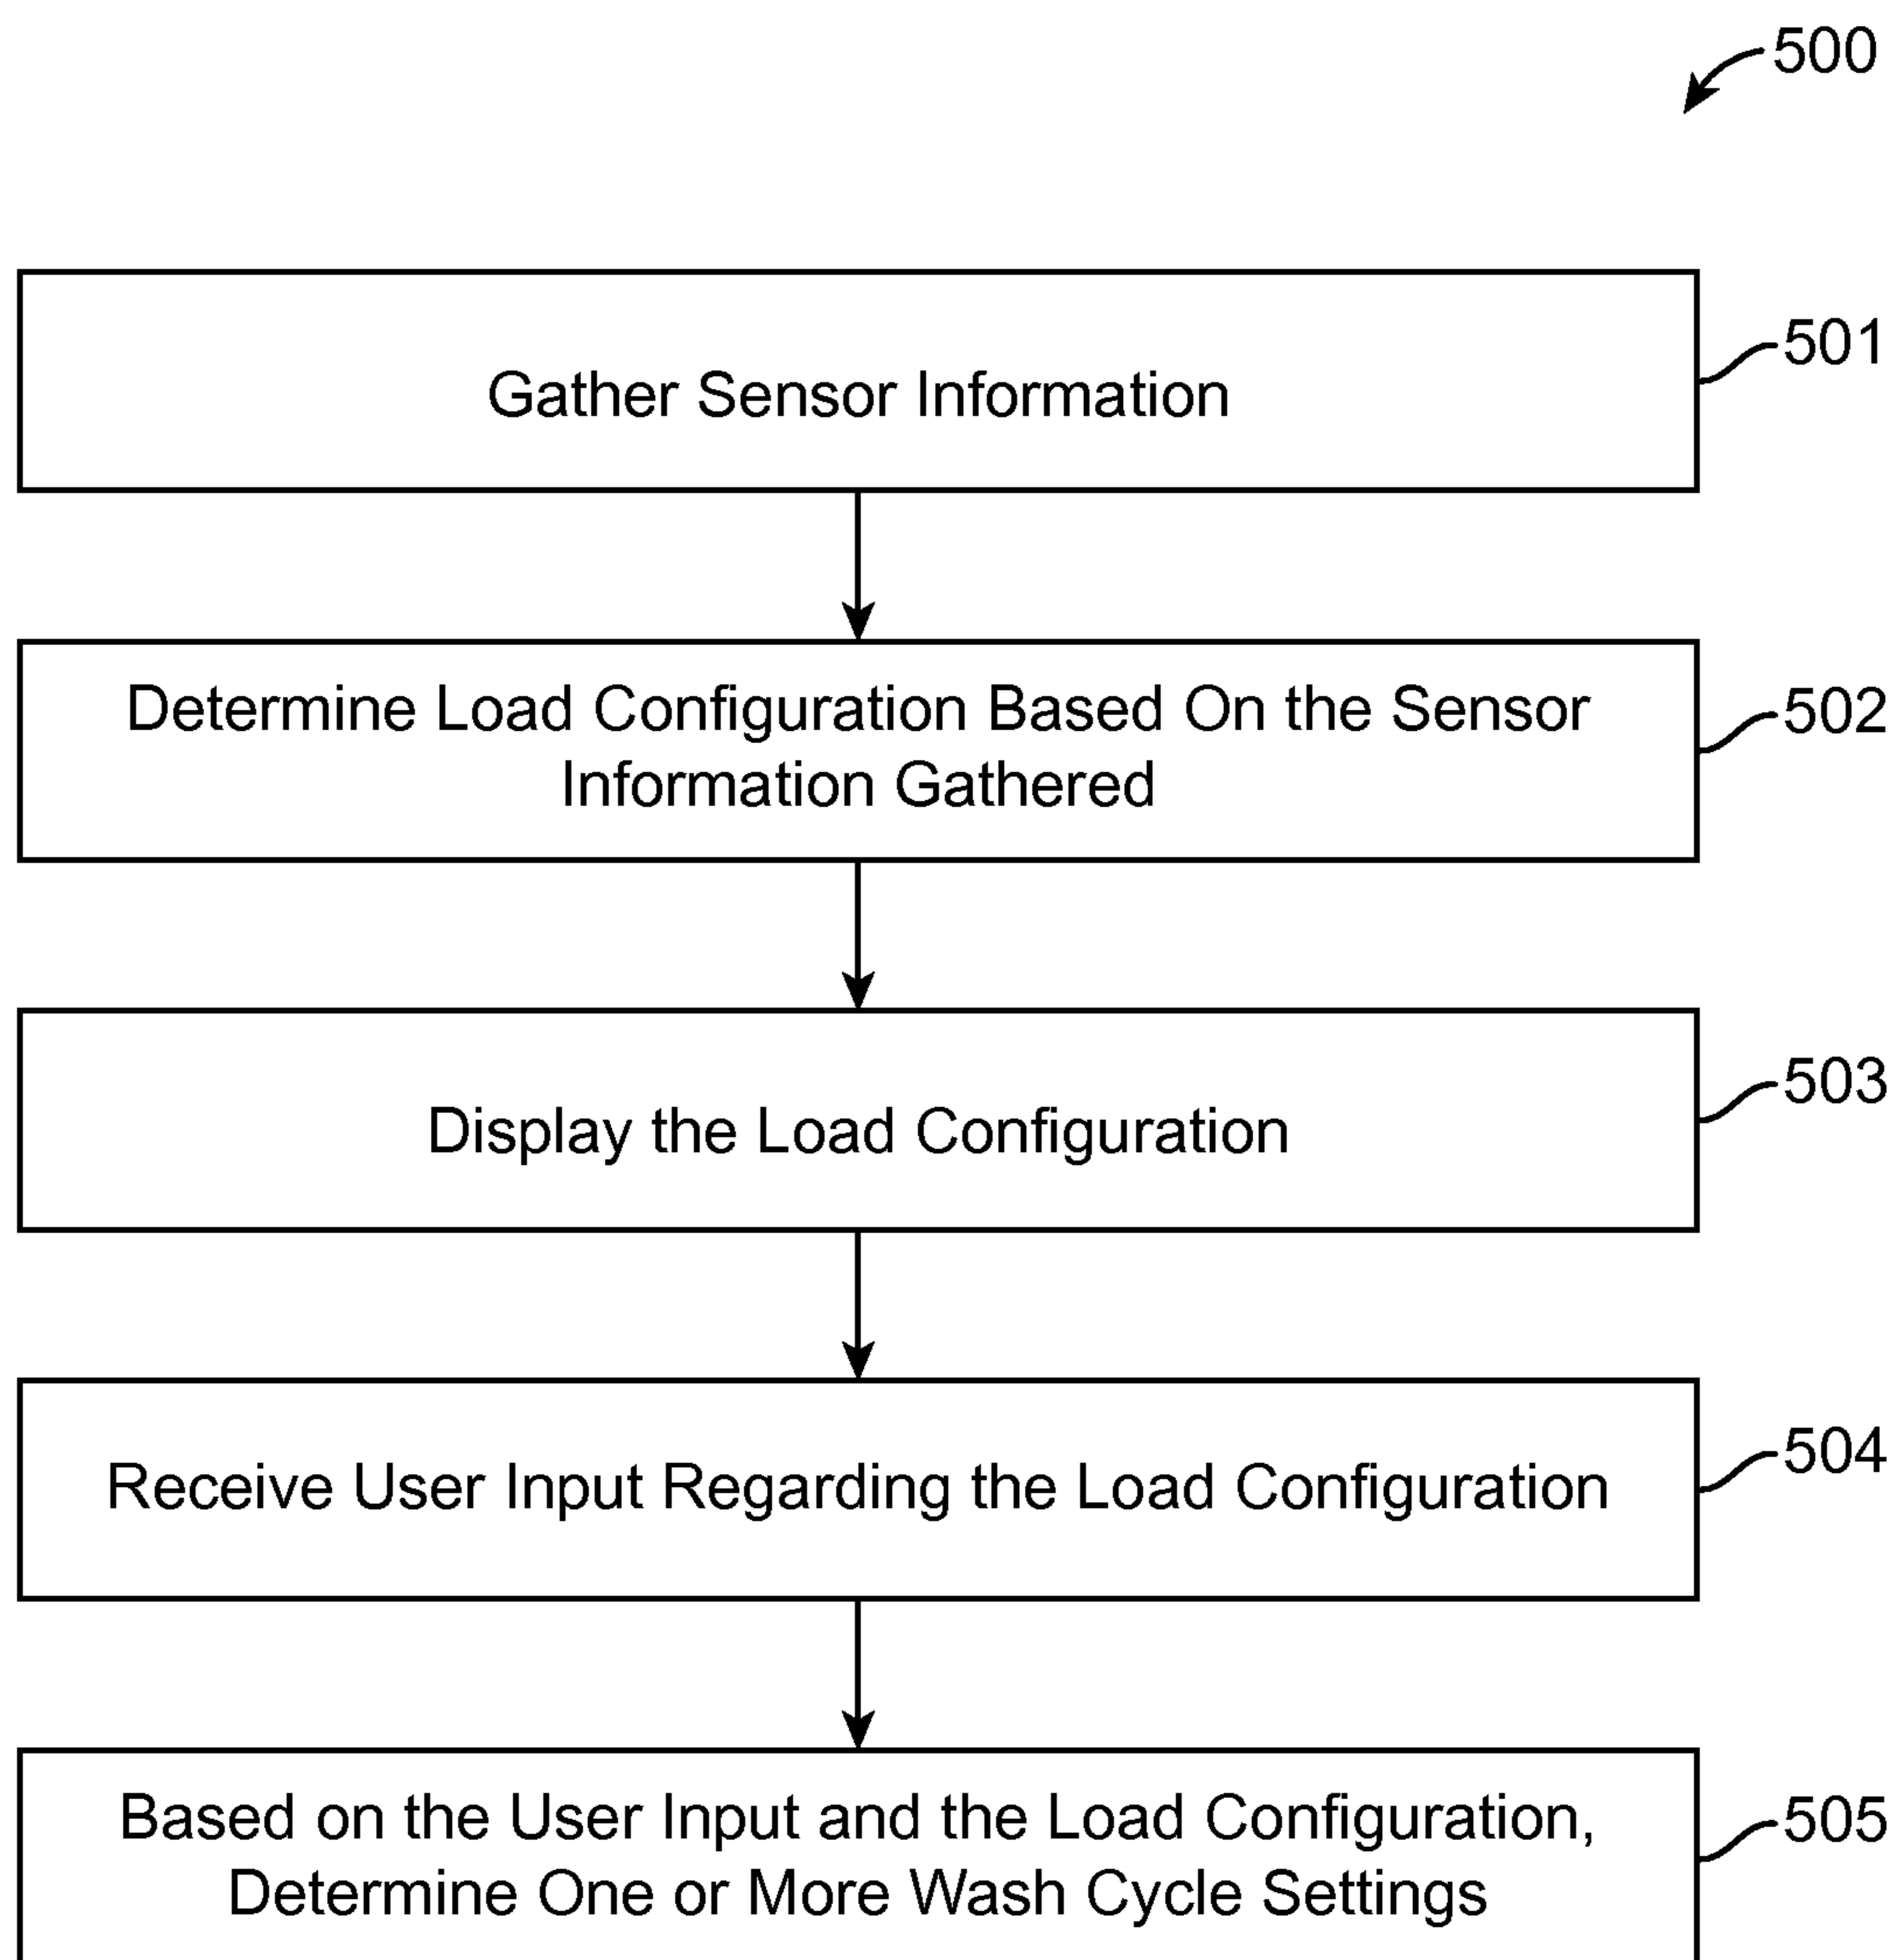 500
Gather Sensor Information
501
Determine Load Configuration Based On the Sensor
Information Gathered
502
Display the Load Configuration
503
Receive User Input Regarding the Load Configuration
504
Based on the User Input and the Load Configuration,
Determine One or More Wash Cycle Settings
505